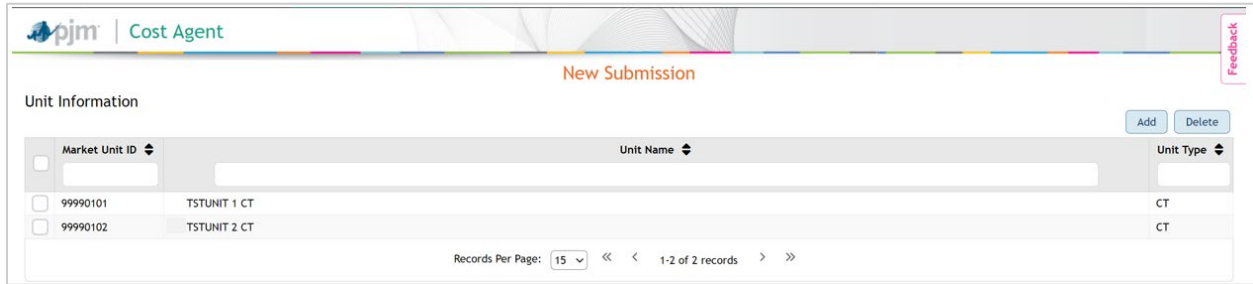 pjm | Cost Agent
Feedback
New Submission
Unit Information
Add Delete
Market Unit ID Unit Name Unit Type
99990101 TSTUNIT 1 CT CT
99990102 TSTUNIT 2 CT CT
Records Per Page: 15 « < 1-2 of 2 records > »